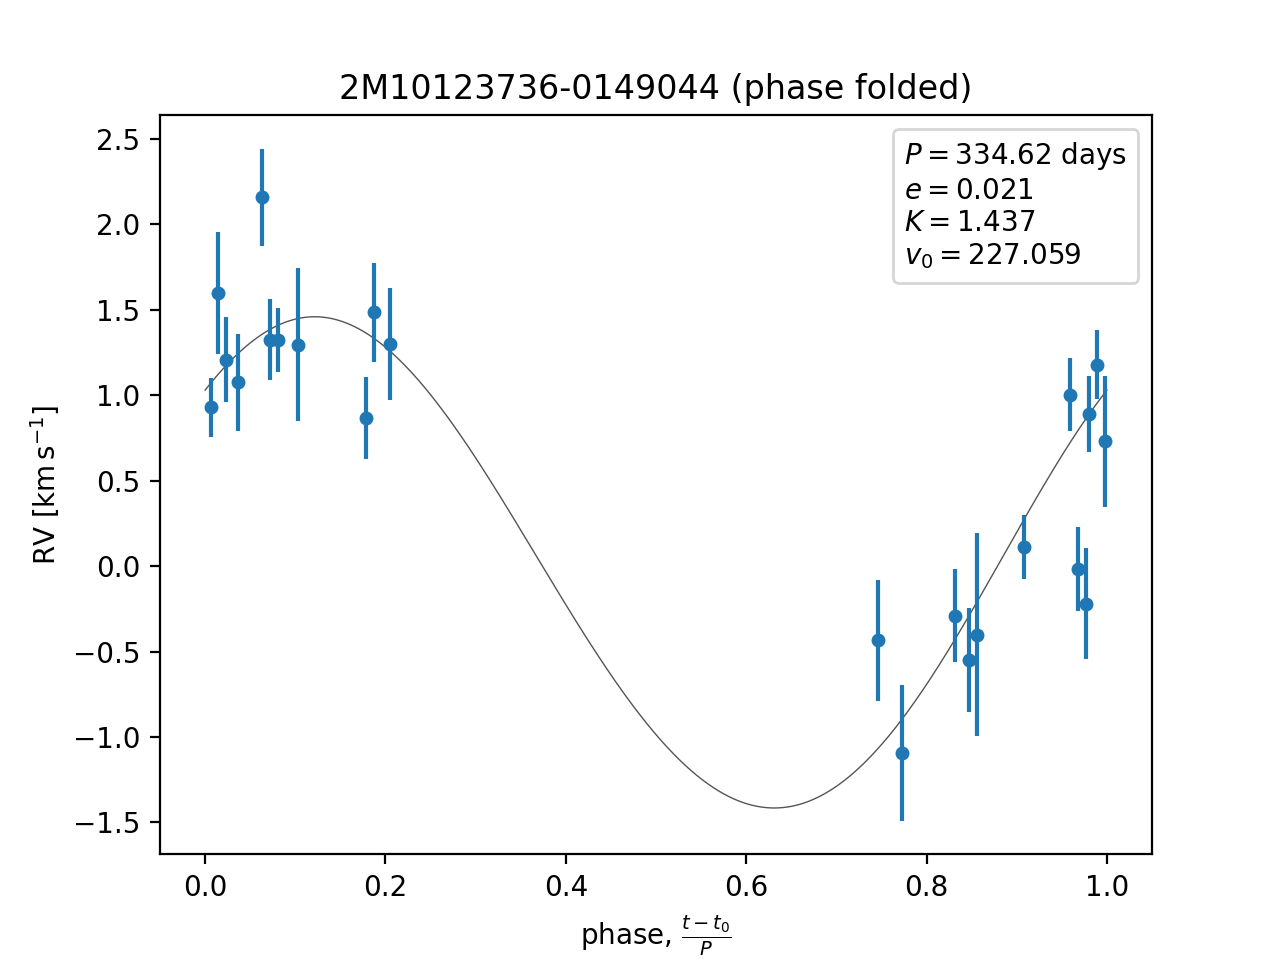 2M10123736-0149044 (phase folded)
P = 334.62 days
e = 0.021
K = 1.437
v₀ = 227.059
RV [km s⁻¹]
2.5
2.0
1.5
1.0
0.5
0.0
−0.5
−1.0
−1.5
0.0 0.2 0.4 0.6 0.8 1.0
phase, (t − t₀)/P